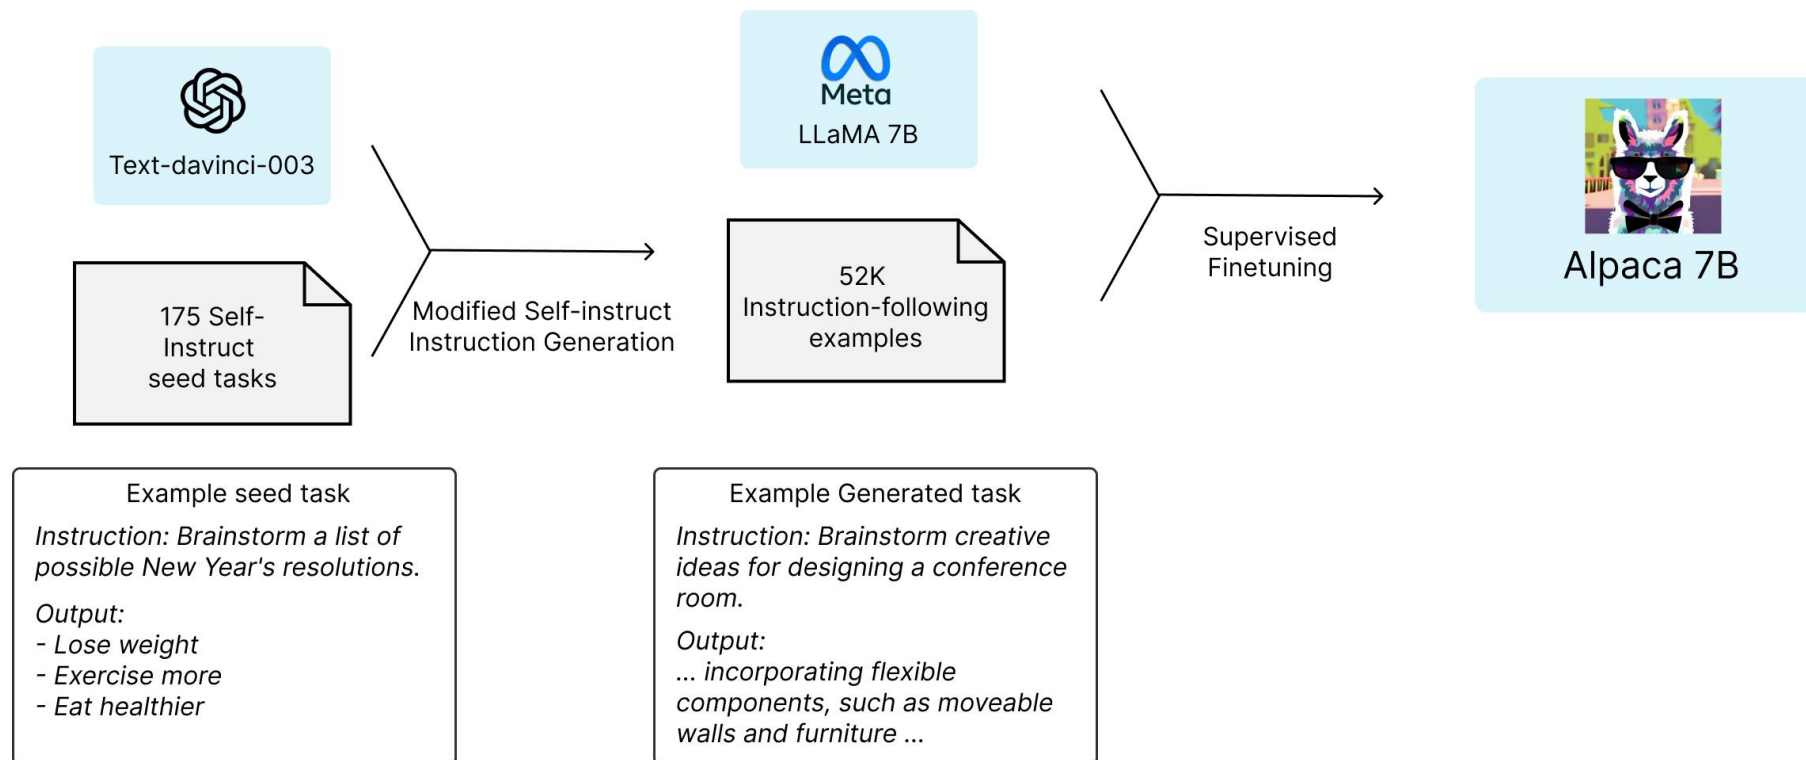 Text-davinci-003
175 Self-
Instruct
seed tasks
Modified Self-instruct
Instruction Generation
Meta
LLaMA 7B
52K
Instruction-following
examples
Supervised
Finetuning
Alpaca 7B
Example seed task
Instruction: Brainstorm a list of
possible New Year's resolutions.
Output:
- Lose weight
- Exercise more
- Eat healthier
Example Generated task
Instruction: Brainstorm creative
ideas for designing a conference
room.
Output:
... incorporating flexible
components, such as moveable
walls and furniture ...